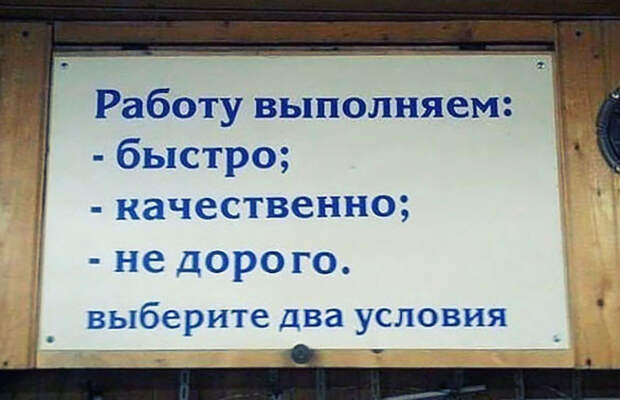 Работу выполняем:
- быстро;
- качественно;
- не дорого.
выберите два условия